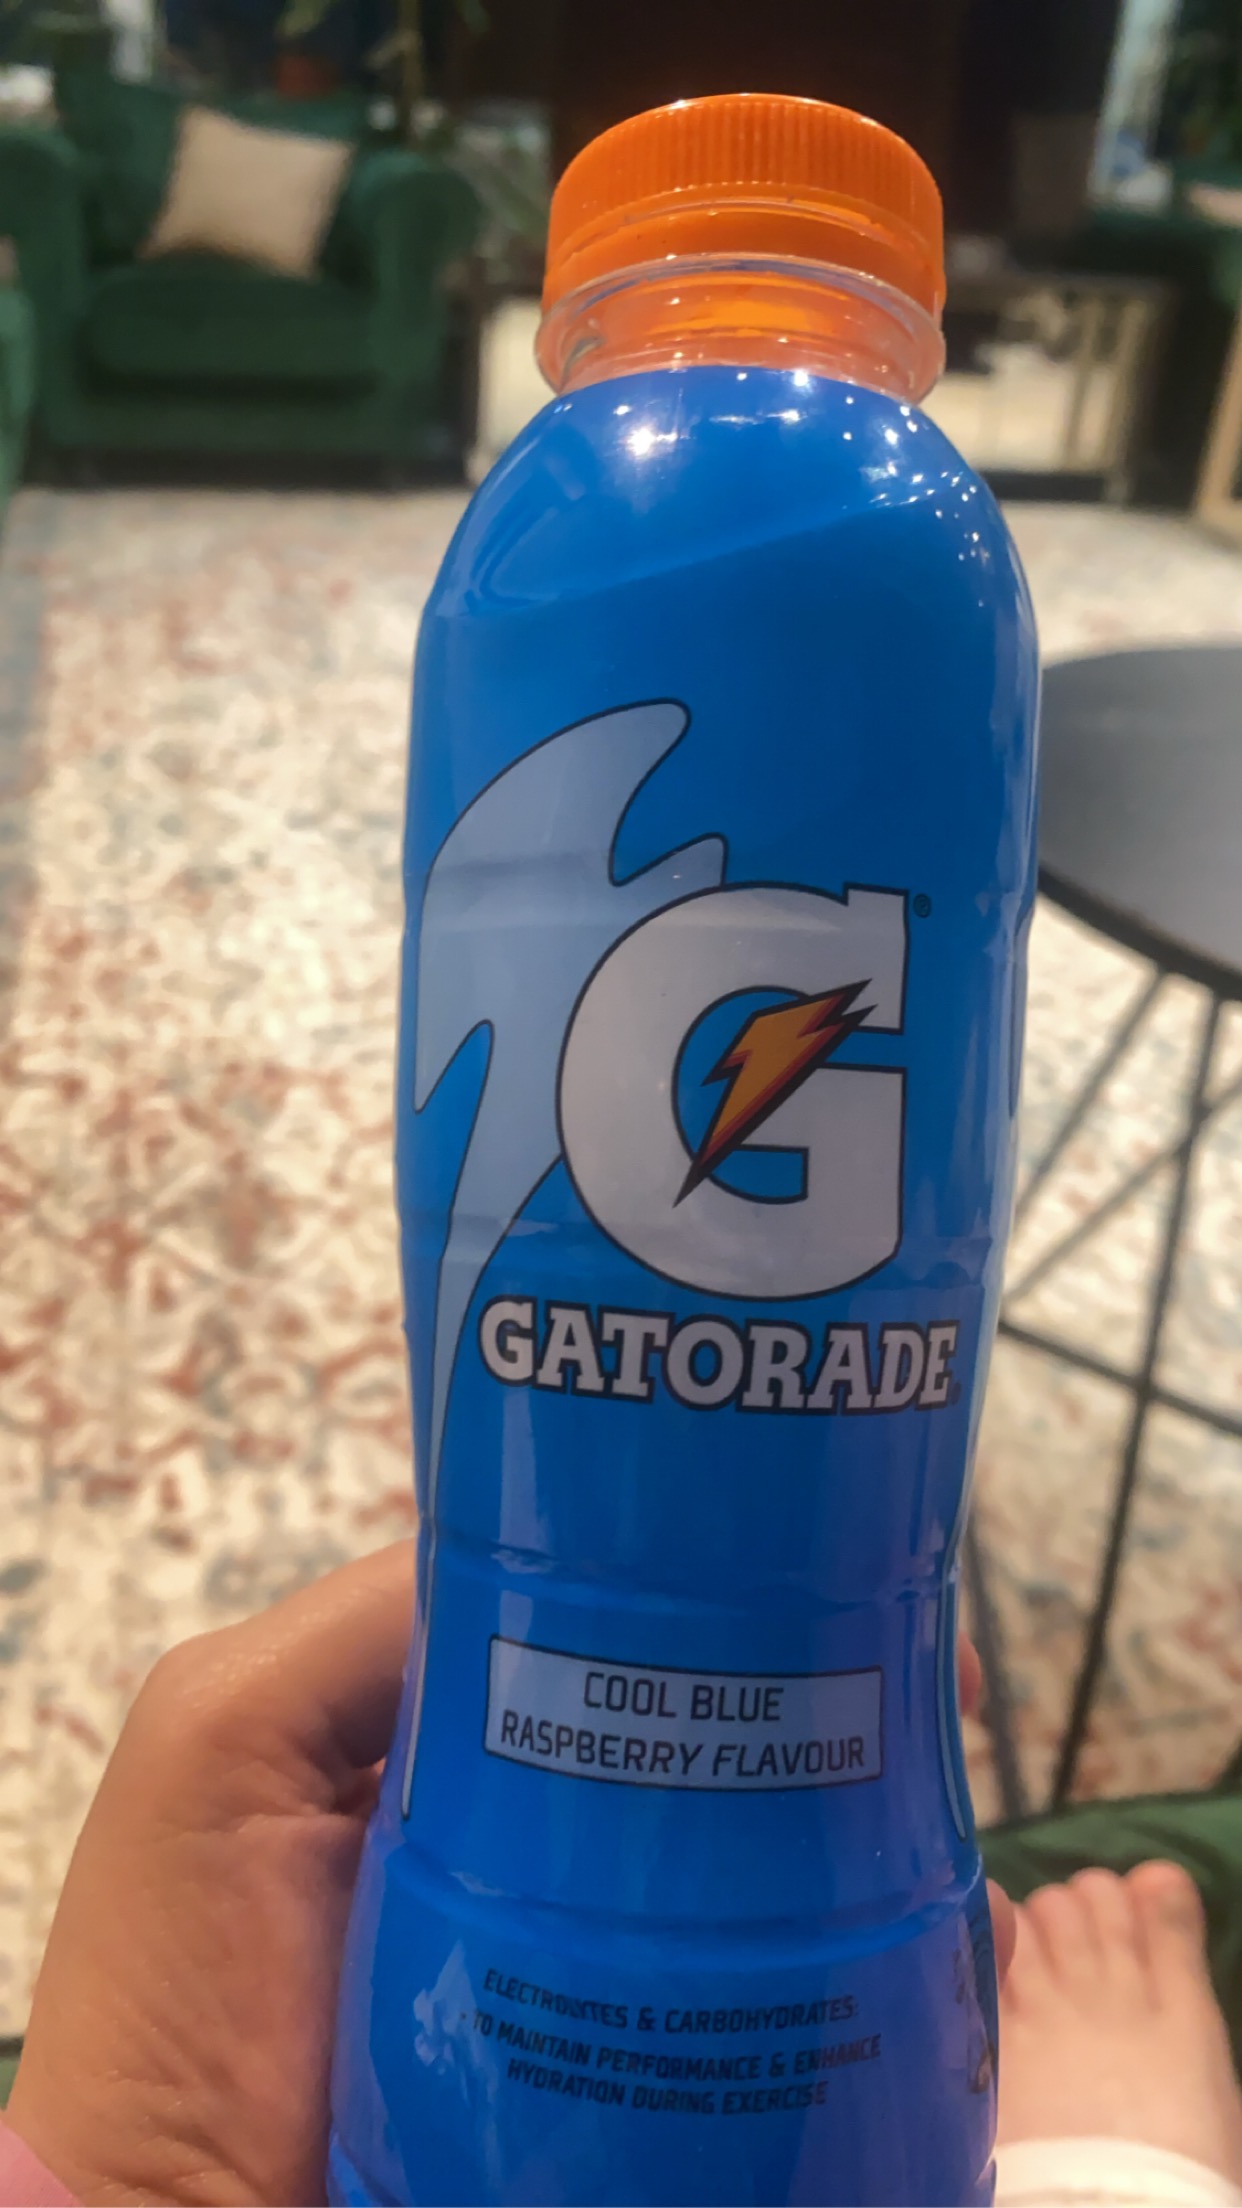 G®
GATORADE
COOL BLUE
RASPBERRY FLAVOUR
ELECTROLYTES & CARBOHYDRATES:
- TO MAINTAIN PERFORMANCE & ENHANCE
HYDRATION DURING EXERCISE